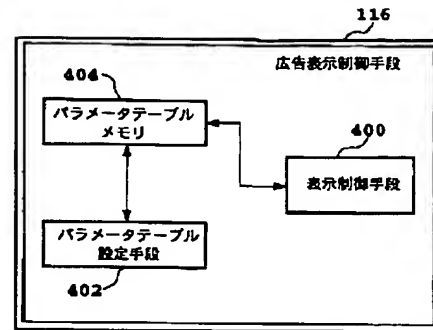 116
広告表示制御手段
404
パラメータテーブル
メモリ
400
表示制御手段
パラメータテーブル
設定手段
402